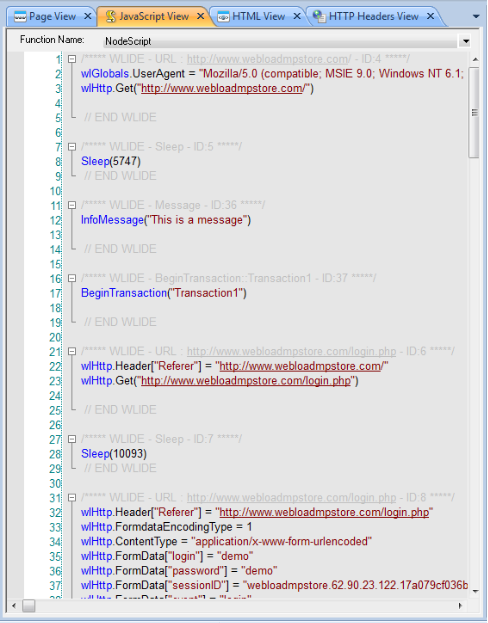 Page View JavaScript View HTML View HTTP Headers View
Function Name: NodeScript
1 /***** WLIDE - URL : http://www.webloadmpstore.com/ - ID:4 *****/
2 wlGlobals.UserAgent = "Mozilla/5.0 (compatible; MSIE 9.0; Windows NT 6.1;
3 wlHttp.Get("http://www.webloadmpstore.com/")
4
5 // END WLIDE
6
7 /***** WLIDE - Sleep - ID:5 *****/
8 Sleep(5747)
9 // END WLIDE
10
11 /***** WLIDE - Message - ID:36 *****/
12 InfoMessage("This is a message")
13
14 // END WLIDE
15
16 /***** WLIDE - BeginTransaction::Transaction1 - ID:37 *****/
17 BeginTransaction("Transaction1")
18
19 // END WLIDE
20
21 /***** WLIDE - URL : http://www.webloadmpstore.com/login.php - ID:6 *****/
22 wlHttp.Header["Referer"] = "http://www.webloadmpstore.com/"
23 wlHttp.Get("http://www.webloadmpstore.com/login.php")
24
25 // END WLIDE
26
27 /***** WLIDE - Sleep - ID:7 *****/
28 Sleep(10093)
29 // END WLIDE
30
31 /***** WLIDE - URL : http://www.webloadmpstore.com/login.php - ID:8 *****/
32 wlHttp.Header["Referer"] = "http://www.webloadmpstore.com/login.php"
33 wlHttp.FormdataEncodingType = 1
34 wlHttp.ContentType = "application/x-www-form-urlencoded"
35 wlHttp.FormData["login"] = "demo"
36 wlHttp.FormData["password"] = "demo"
37 wlHttp.FormData["sessionID"] = "webloadmpstore.62.90.23.122.17a079cf036b
38 wlHttp.FormData["event"] = "login"